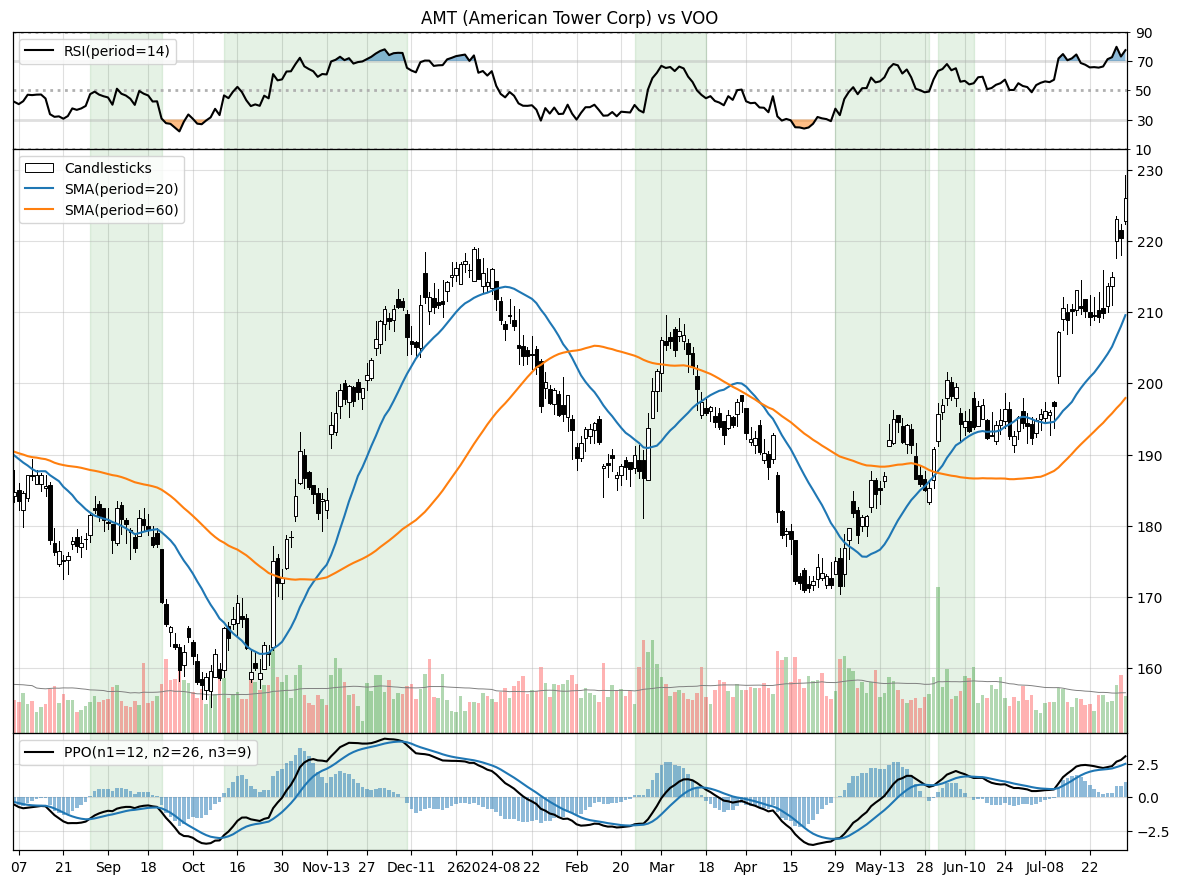 AMT (American Tower Corp) vs VOO
RSI(period=14)
90
70
50
30
10
Candlesticks
SMA(period=20)
SMA(period=60)
230
220
210
200
190
180
170
160
PPO(n1=12, n2=26, n3=9)
2.5
0.0
−2.5
07 21 Sep 18 Oct 16 30 Nov-13 27 Dec-11 26 2024-08 22 Feb 20 Mar 18 Apr 15 29 May-13 28 Jun-10 24 Jul-08 22